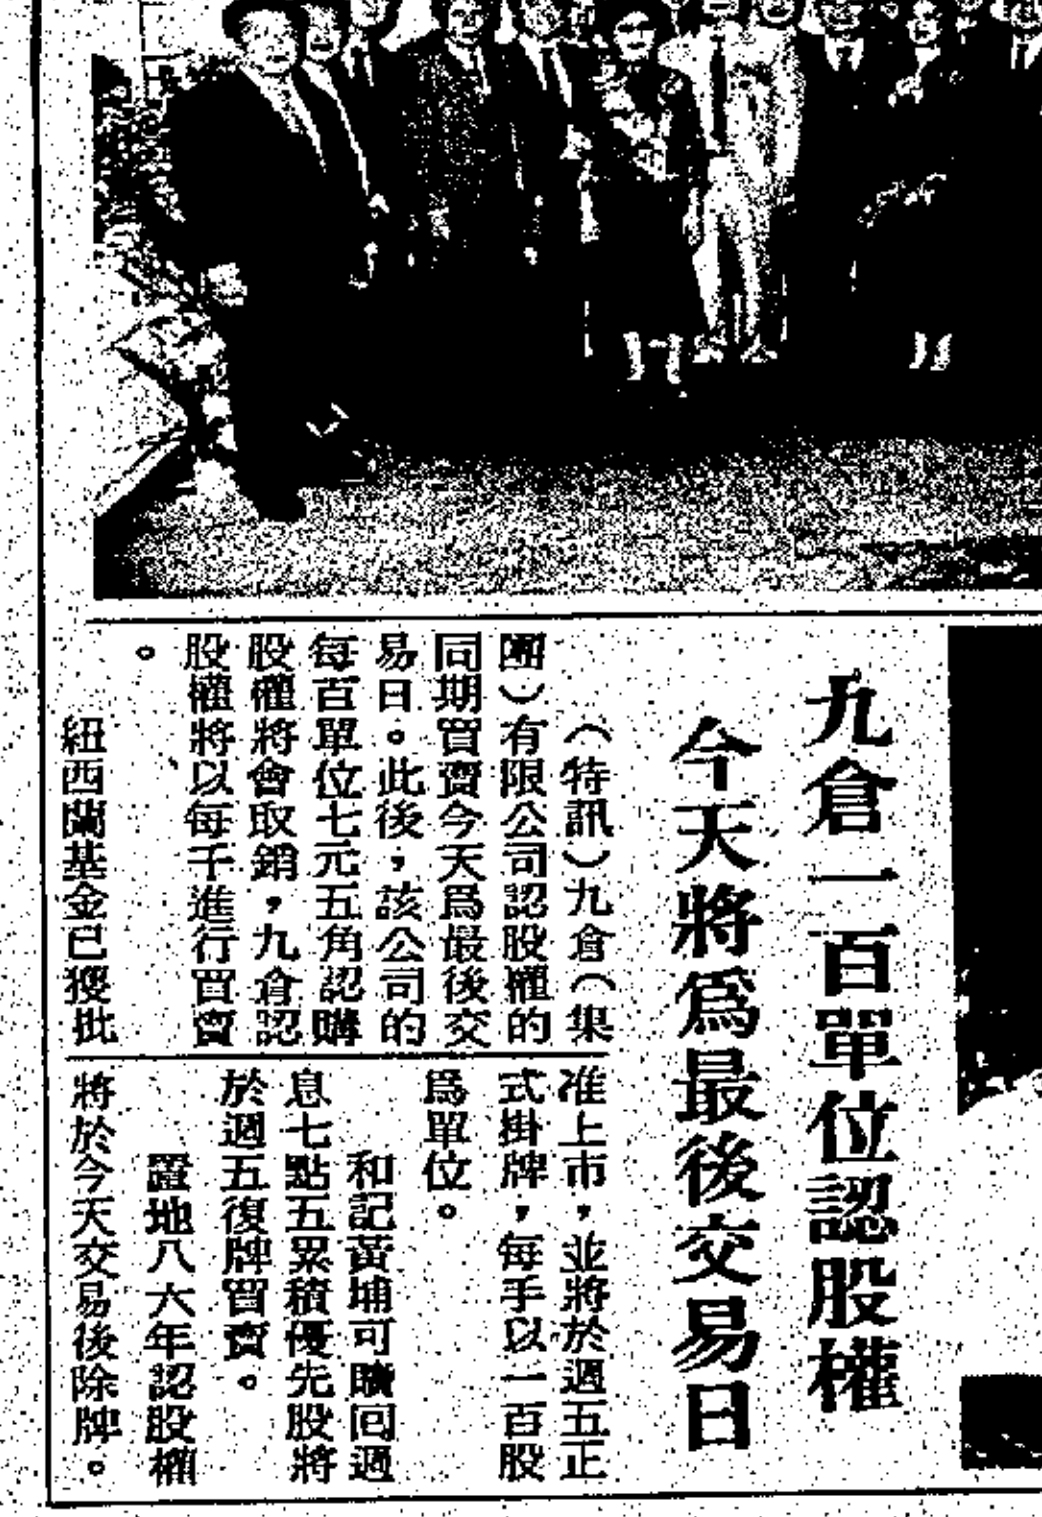 九倉一百單位認股權
今天將為最後交易日
（特訊）九倉（集
團）有限公司認股權的
同期買賣今天為最後交
易日。此後，該公司的
每百單位七元五角認購
股權將會取銷，九倉認
股權將以每千進行買賣
。
紐西蘭基金已獲批
准上市，並將於週五正
式掛牌，每手以一百股
為單位。
和記黃埔可贖回週
息七點五累積優先股將
於週五復牌買賣。
置地八六年認股權
將於今天交易後除牌。